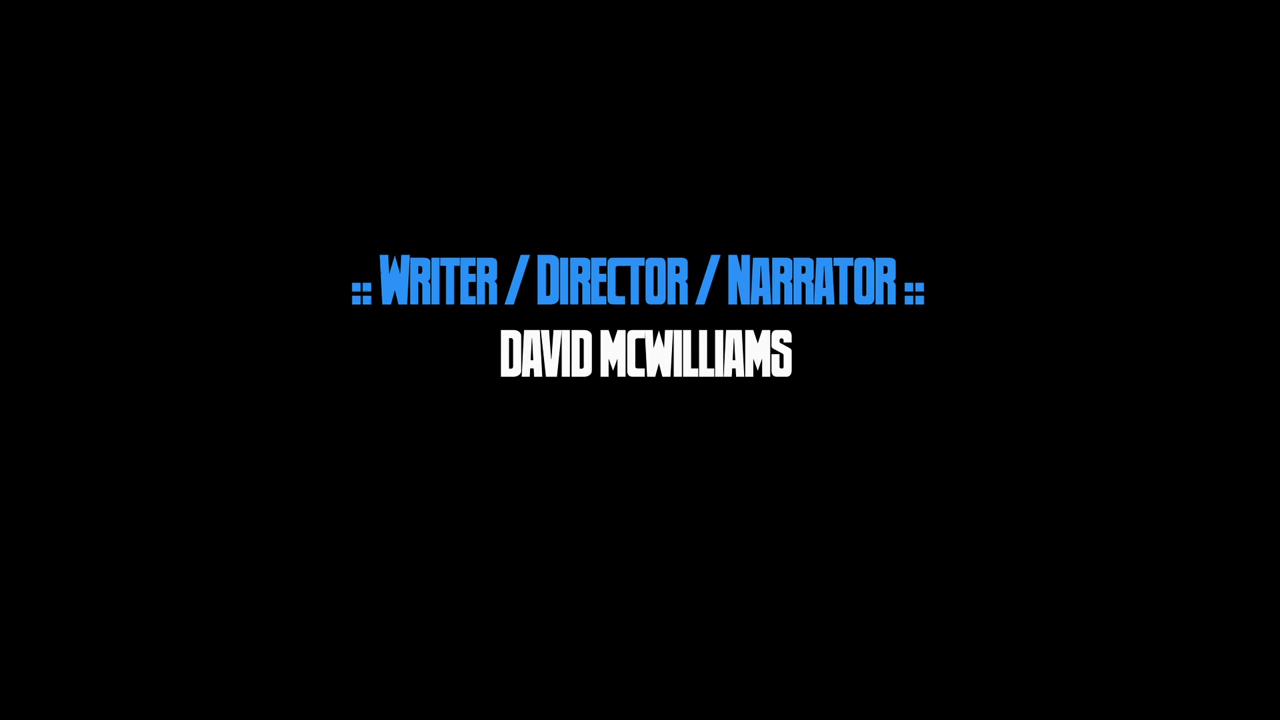 :: Writer / Director / Narrator ::
DAVID MCWILLIAMS